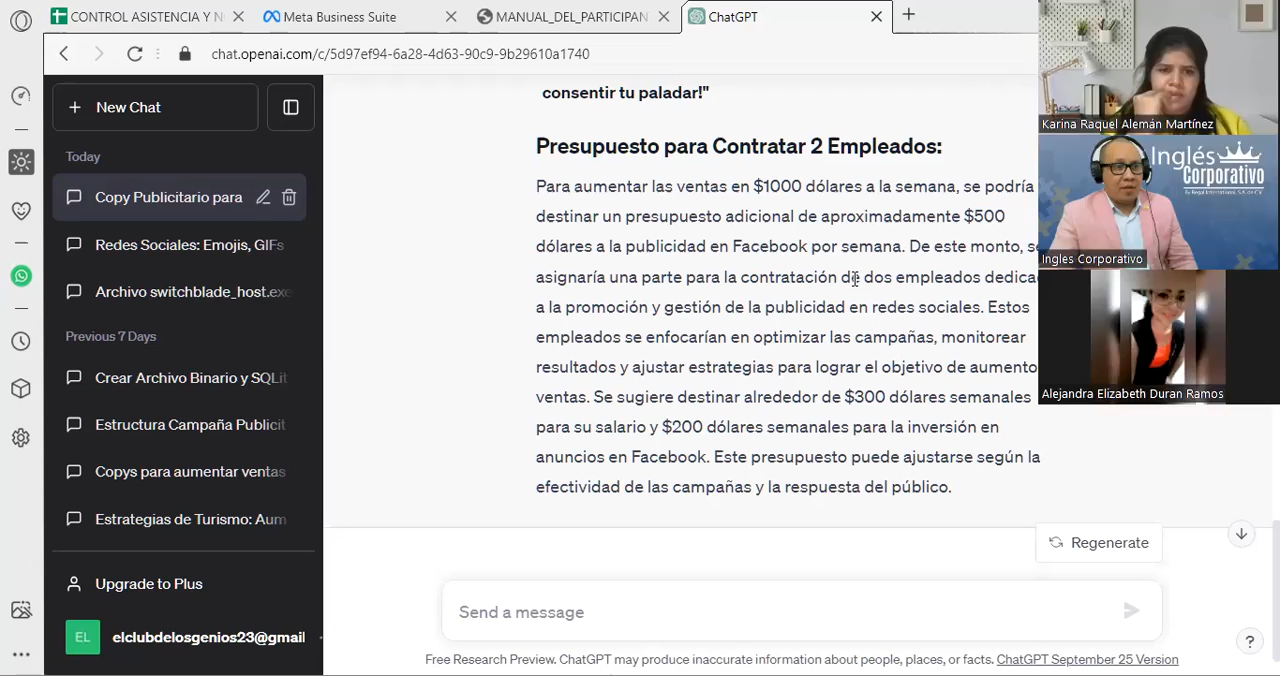 CONTROL ASISTENCIA Y N
Meta Business Suite
MANUAL_DEL_PARTICIPAN
ChatGPT
chat.openai.com/c/5d97ef94-6a28-4d63-90c9-9b29610a1740
New Chat
Today
Copy Publicitario para
Redes Sociales: Emojis, GIFs
Archivo switchblade_host.exe
Previous 7 Days
Crear Archivo Binario y SQLit
Estructura Campaña Publicit
Copys para aumentar ventas
Estrategias de Turismo: Aum
Upgrade to Plus
EL
elclubdelosgenios23@gmail
consentir tu paladar!"
Presupuesto para Contratar 2 Empleados:
Para aumentar las ventas en $1000 dólares a la semana, se podría
destinar un presupuesto adicional de aproximadamente $500
dólares a la publicidad en Facebook por semana. De este monto, se
asignaría una parte para la contratación de dos empleados dedica
a la promoción y gestión de la publicidad en redes sociales. Estos
empleados se enfocarían en optimizar las campañas, monitorear
resultados y ajustar estrategias para lograr el objetivo de aumento
ventas. Se sugiere destinar alrededor de $300 dólares semanales
para su salario y $200 dólares semanales para la inversión en
anuncios en Facebook. Este presupuesto puede ajustarse según la
efectividad de las campañas y la respuesta del público.
Regenerate
Send a message
Free Research Preview. ChatGPT may produce inaccurate information about people, places, or facts. ChatGPT September 25 Version
?
Karina Raquel Alemán Martínez
Inglés
Corporativo
By Regal International, S.A. de C.V.
Ingles Corporativo
Alejandra Elizabeth Duran Ramos